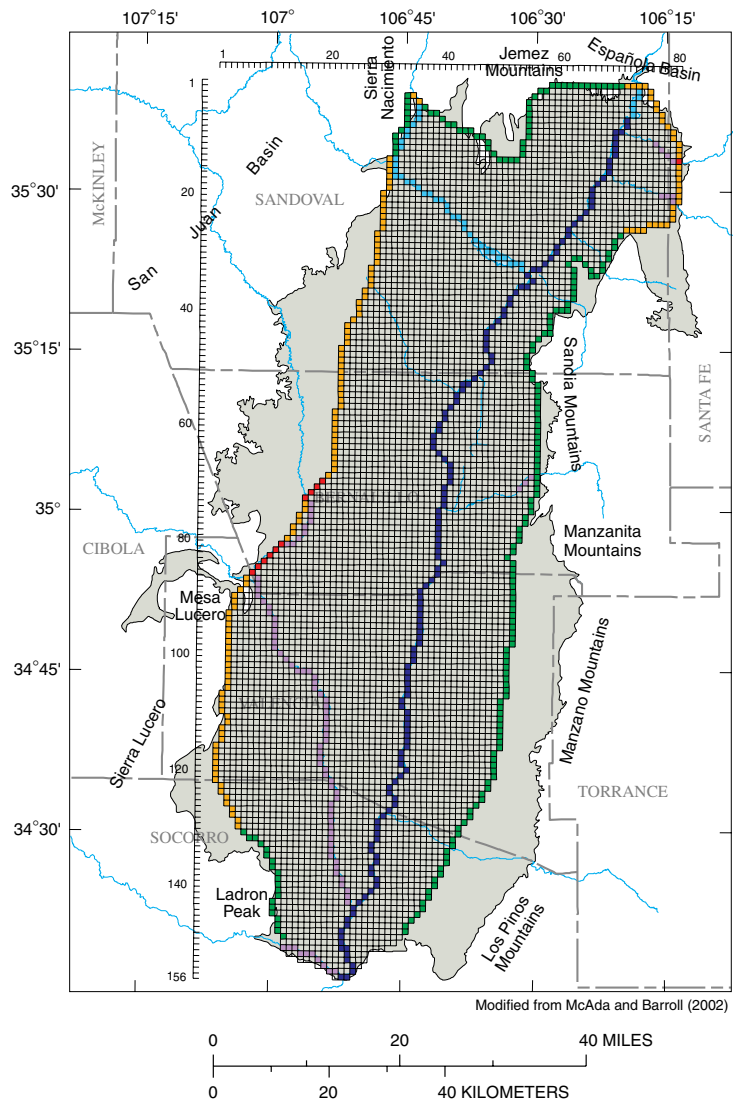 107°15' 107° 106°45' 106°30' 106°15'
1 20 40 60 80
Sierra
Nacimiento
Jemez
Mountains
Española Basin
1
20
40
60
80
100
120
140
156
35°30'
35°15'
35°
34°45'
34°30'
McKINLEY
San Juan Basin
SANDOVAL
SANTA FE
Sandia Mountains
BERNALILLO
CIBOLA
Manzanita
Mountains
Mesa
Lucero
Manzano Mountains
VALENCIA
Sierra Lucero
TORRANCE
SOCORRO
Ladron
Peak
Los Pinos
Mountains
Modified from McAda and Barroll (2002)
0 20 40 MILES
0 20 40 KILOMETERS